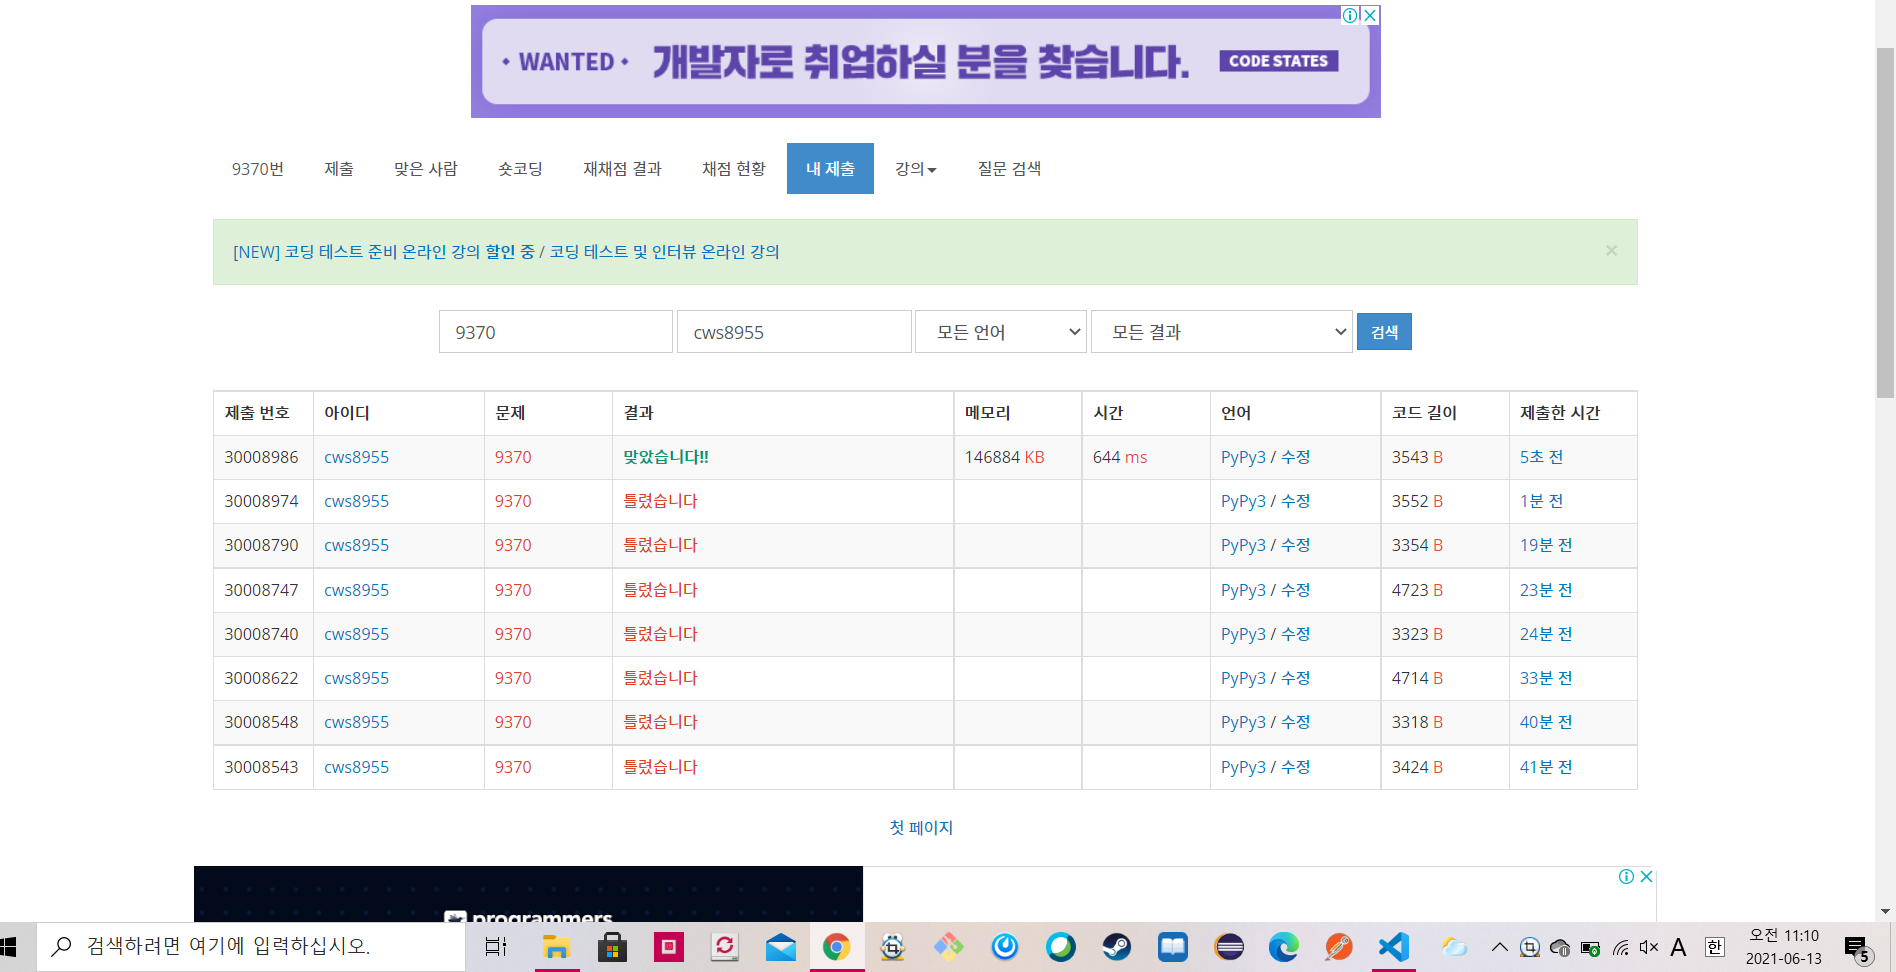 • WANTED • 개발자로 취업하실 분을 찾습니다. CODE STATES
9370번 제출 맞은 사람 숏코딩 재채점 결과 채점 현황 내 제출 강의 질문 검색
[NEW] 코딩 테스트 준비 온라인 강의 할인 중 / 코딩 테스트 및 인터뷰 온라인 강의 ×
9370 cws8955 모든 언어 모든 결과 검색
제출 번호 아이디 문제 결과 메모리 시간 언어 코드 길이 제출한 시간
30008986 cws8955 9370 맞았습니다!! 146884 KB 644 ms PyPy3 / 수정 3543 B 5초 전
30008974 cws8955 9370 틀렸습니다 PyPy3 / 수정 3552 B 1분 전
30008790 cws8955 9370 틀렸습니다 PyPy3 / 수정 3354 B 19분 전
30008747 cws8955 9370 틀렸습니다 PyPy3 / 수정 4723 B 23분 전
30008740 cws8955 9370 틀렸습니다 PyPy3 / 수정 3323 B 24분 전
30008622 cws8955 9370 틀렸습니다 PyPy3 / 수정 4714 B 33분 전
30008548 cws8955 9370 틀렸습니다 PyPy3 / 수정 3318 B 40분 전
30008543 cws8955 9370 틀렸습니다 PyPy3 / 수정 3424 B 41분 전
첫 페이지
programmers
검색하려면 여기에 입력하십시오. A 한 오전 11:10
2021-06-13 5